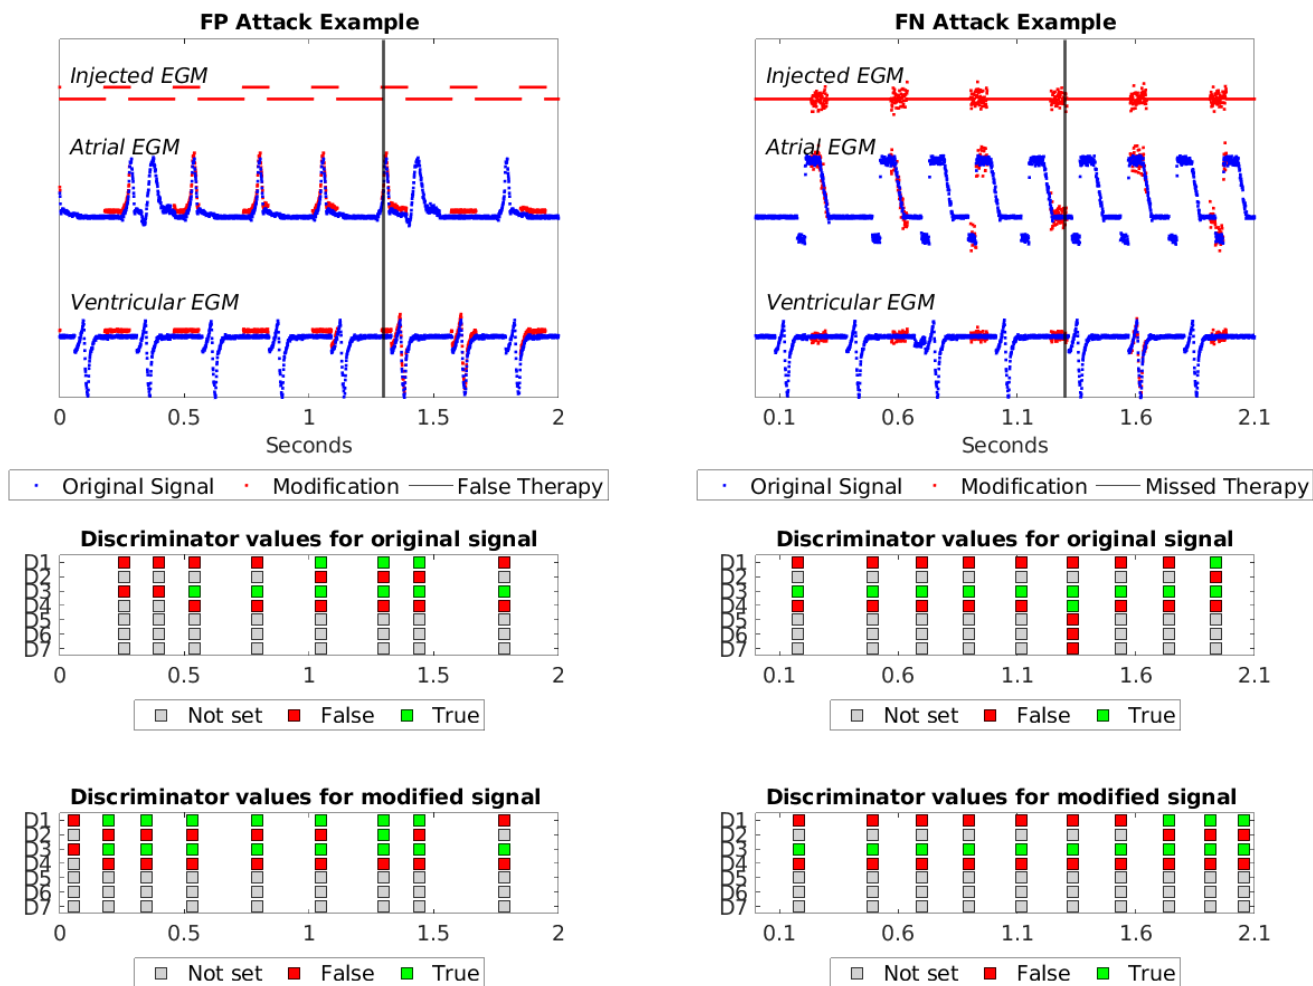 FP Attack Example
Injected EGM
Atrial EGM
Ventricular EGM
0 0.5 1 1.5 2
Seconds
Original Signal Modification False Therapy
FN Attack Example
Injected EGM
Atrial EGM
Ventricular EGM
0.1 0.6 1.1 1.6 2.1
Seconds
Original Signal Modification Missed Therapy
Discriminator values for original signal
D1
D2
D3
D4
D5
D6
D7
0 0.5 1 1.5 2
Not set False True
Discriminator values for original signal
D1
D2
D3
D4
D5
D6
D7
0.1 0.6 1.1 1.6 2.1
Not set False True
Discriminator values for modified signal
D1
D2
D3
D4
D5
D6
D7
0 0.5 1 1.5 2
Not set False True
Discriminator values for modified signal
D1
D2
D3
D4
D5
D6
D7
0.1 0.6 1.1 1.6 2.1
Not set False True